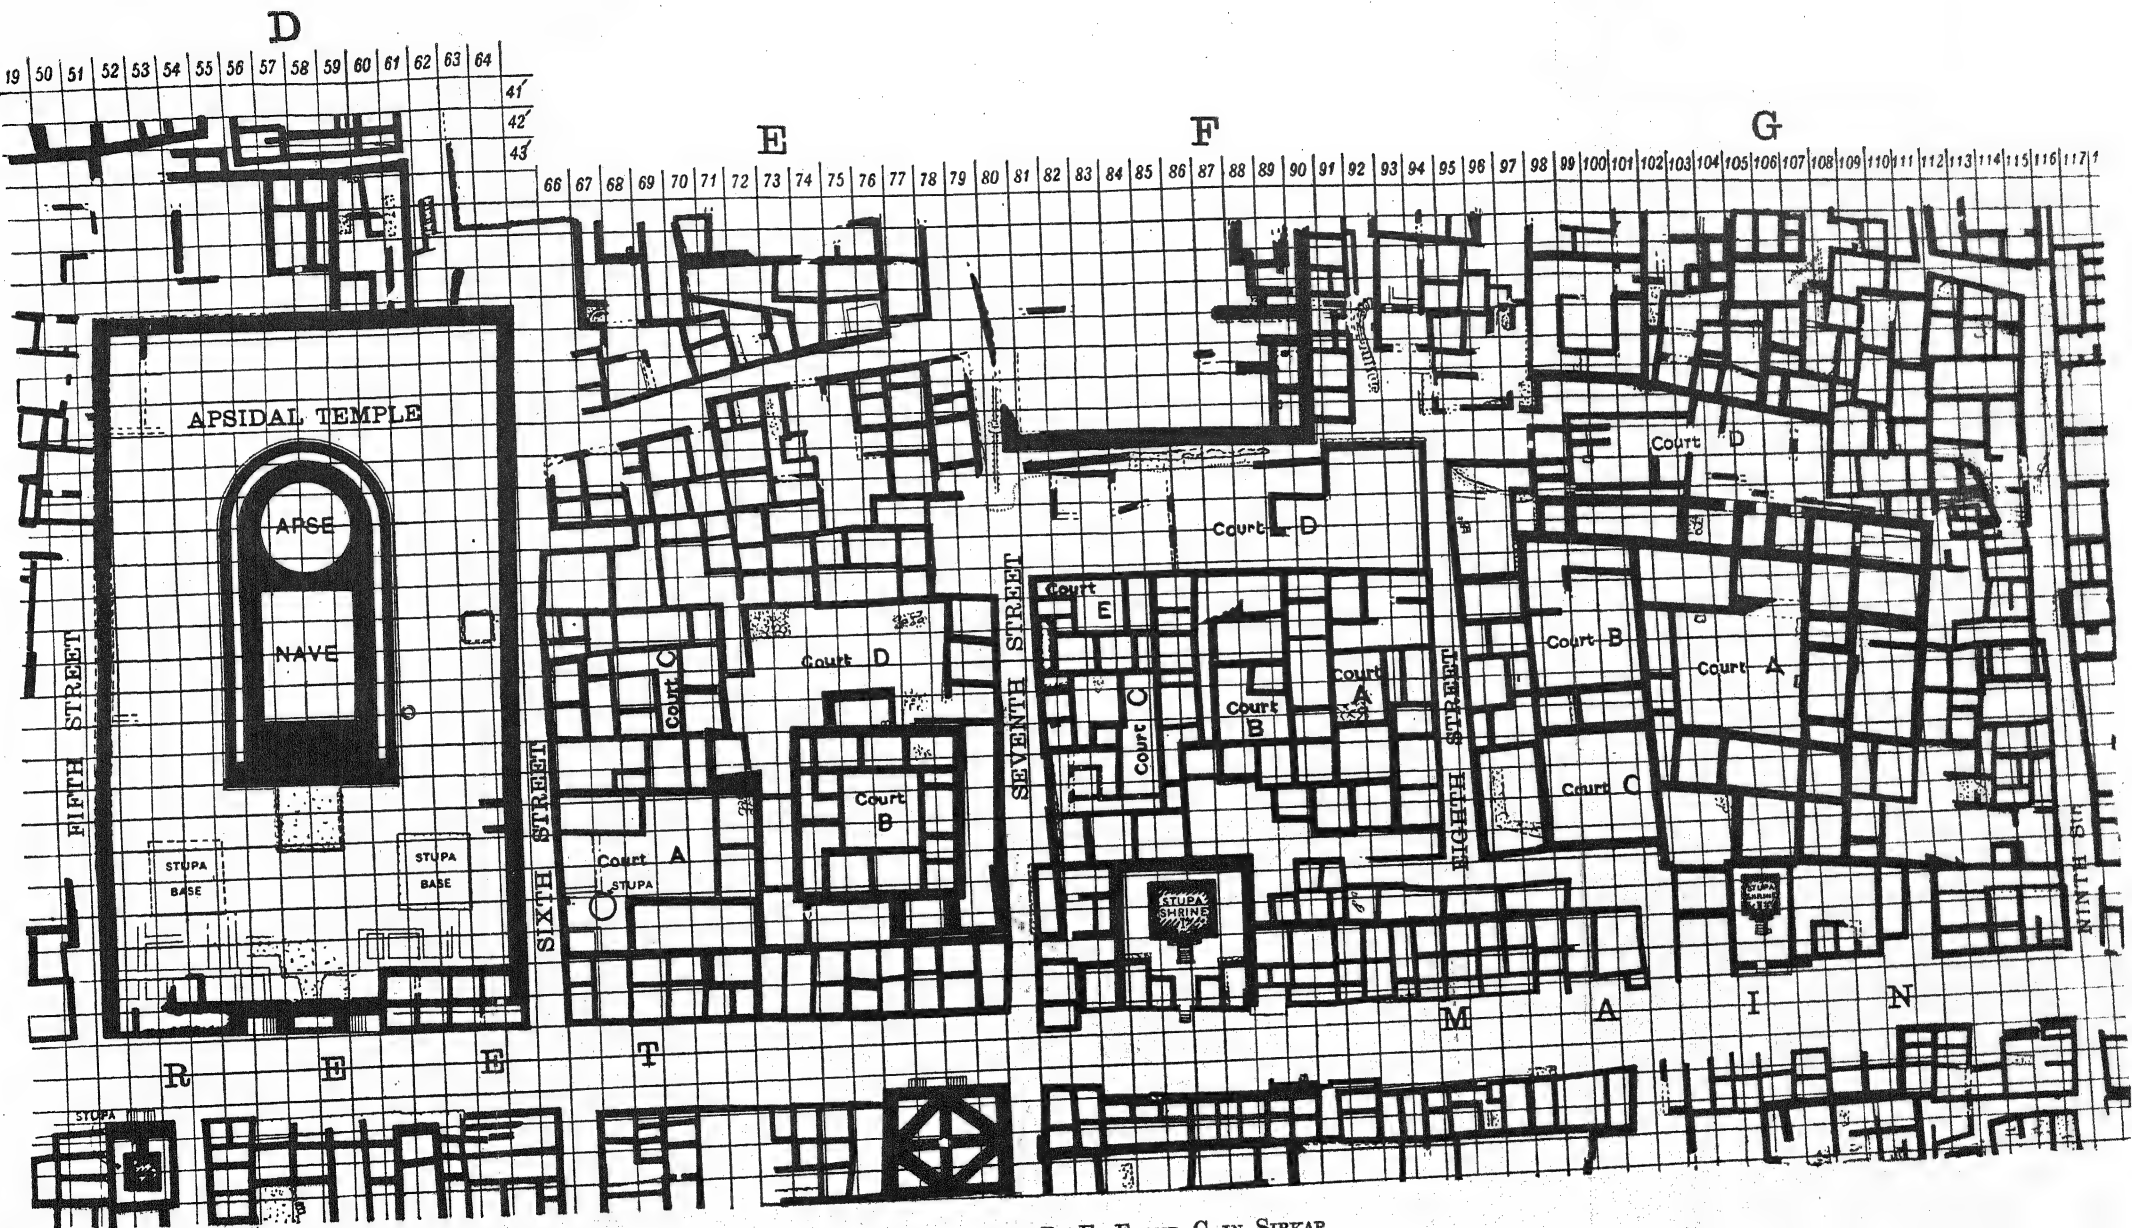 D
19 50 51 52 53 54 55 56 57 58 59 60 61 62 63 64
41'
42'
43'
E
F
G
66 67 68 69 70 71 72 73 74 75 76 77 78 79 80 81 82 83 84 85 86 87 88 89 90 91 92 93 94 95 96 97 98 99 100 101 102 103 104 105 106 107 108 109 110 111 112 113 114 115 116 117 1
APSIDAL TEMPLE
APSE
NAVE
STUPA
BASE
STUPA
BASE
FIFTH STREET
SIXTH STREET
Court C
Court D
Court
B
Court A
STUPA
SEVENTH STREET
Court D
Court
E
Court C
Court
B
Court
A
STUPA
SHRINE
EIGHTH STREET
Court D
Court B
Court A
Court C
STUPA
SHRINE
NINTH Str
M A I N
R E E T
STUPA